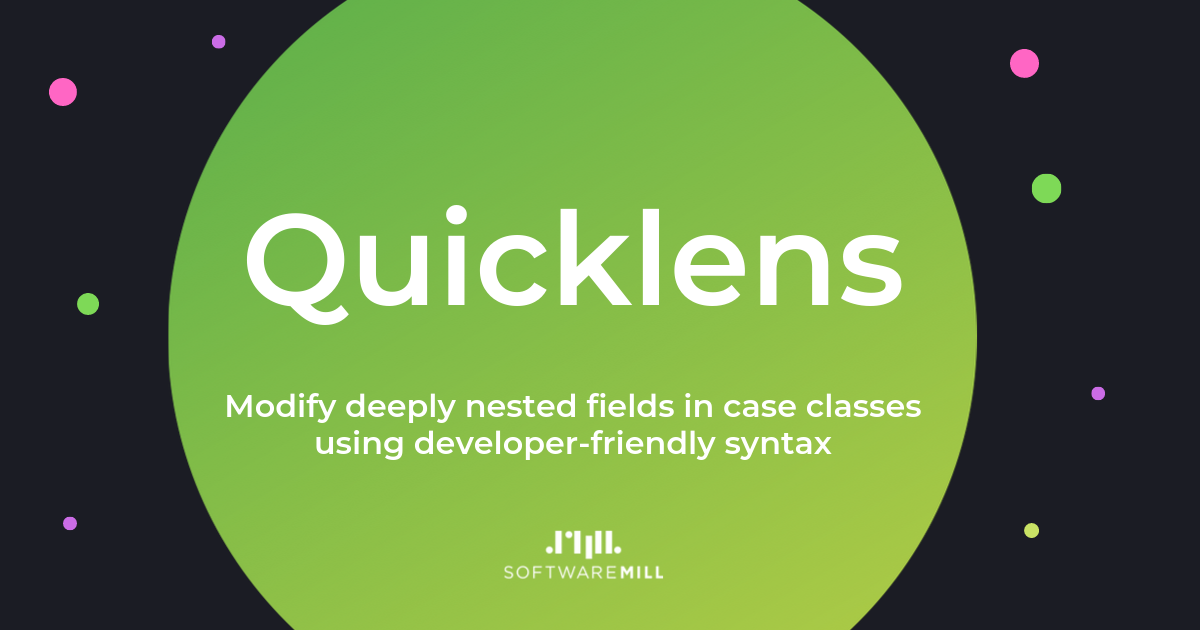 Quicklens
Modify deeply nested fields in case classes
using developer-friendly syntax
SOFTWAREMILL